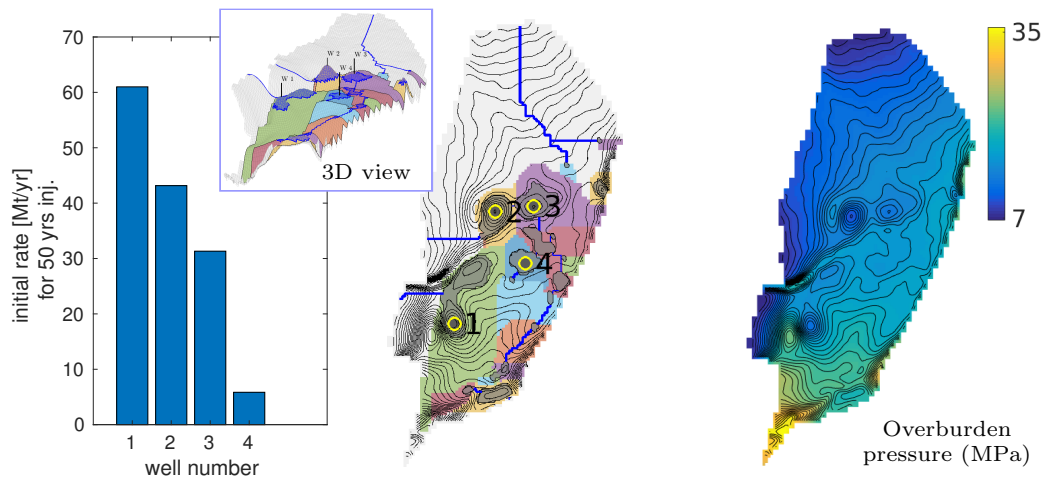 initial rate [Mt/yr]
for 50 yrs inj.
70
60
50
40
30
20
10
0
1
2
3
4
well number
W 1
W 2
W 3
W 4
3D view
2
3
4
1
35
7
Overburden
pressure (MPa)